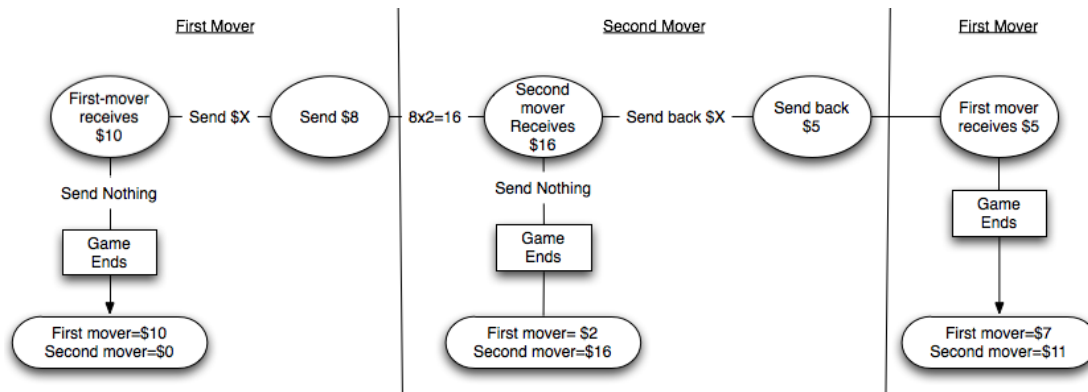 First Mover
Second Mover
First Mover
First-mover
receives
$10
Send $X
Send $8
8x2=16
Second
mover
Receives
$16
Send back $X
Send back
$5
First mover
receives $5
Send Nothing
Send Nothing
Game
Ends
Game
Ends
Game
Ends
First mover=$10
Second mover=$0
First mover= $2
Second mover=$16
First mover=$7
Second mover=$11